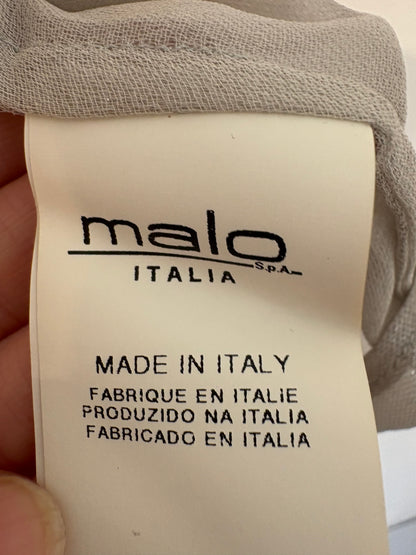 malo
S.p.A.
ITALIA
MADE IN ITALY
FABRIQUE EN ITALIE
PRODUZIDO NA ITALIA
FABRICADO EN ITALIA